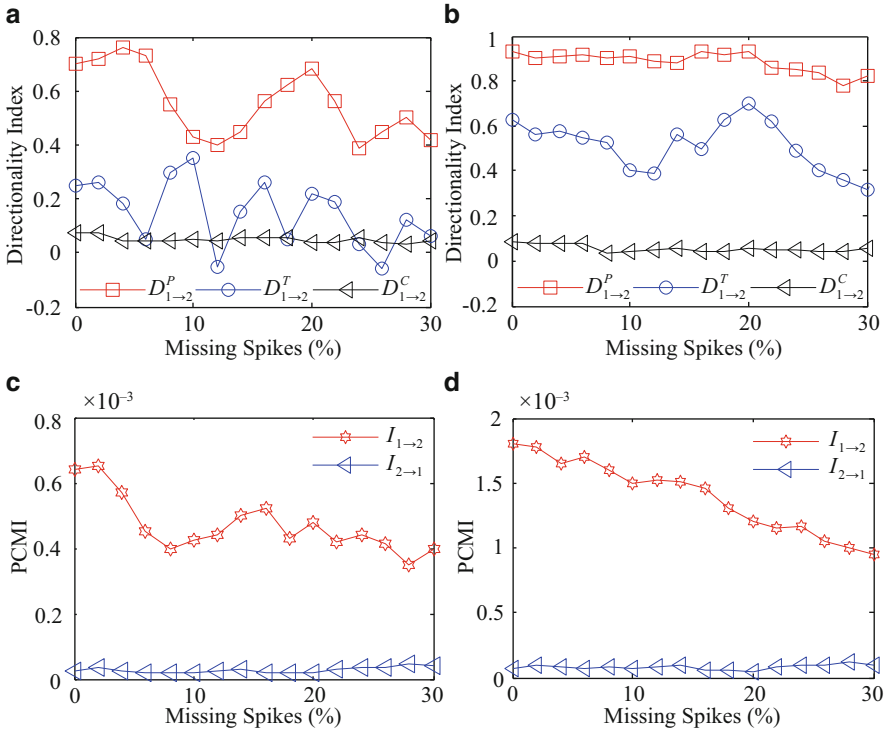 a
Directionality Index
0.8
0.6
0.4
0.2
0
-0.2
D^P_{1→2}
D^T_{1→2}
D^C_{1→2}
0
10
20
30
Missing Spikes (%)
b
Directionality Index
1
0.8
0.6
0.4
0.2
0
-0.2
D^P_{1→2}
D^T_{1→2}
D^C_{1→2}
0
10
20
30
Missing Spikes (%)
c
×10⁻³
PCMI
0.8
0.6
0.4
0.2
0
I_{1→2}
I_{2→1}
0
10
20
30
Missing Spikes (%)
d
×10⁻³
PCMI
2
1.5
1
0.5
0
I_{1→2}
I_{2→1}
0
10
20
30
Missing Spikes (%)